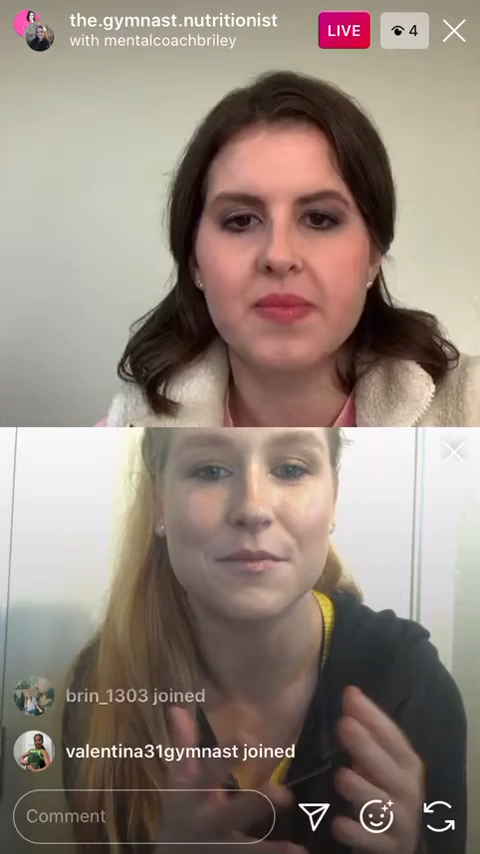 the.gymnast.nutritionist
with mentalcoachbriley
LIVE
4
brin_1303 joined
valentina31gymnast joined
Comment